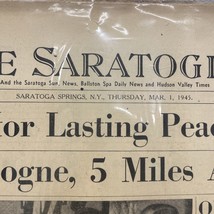 E SARATOGI
And the Saratoga Sun, News, Ballston Spa Daily News and Hudson Valley Times
SARATOGA SPRINGS, N.Y., THURSDAY, MAR. 1, 1945.
for Lasting Peac
ogne, 5 Miles A